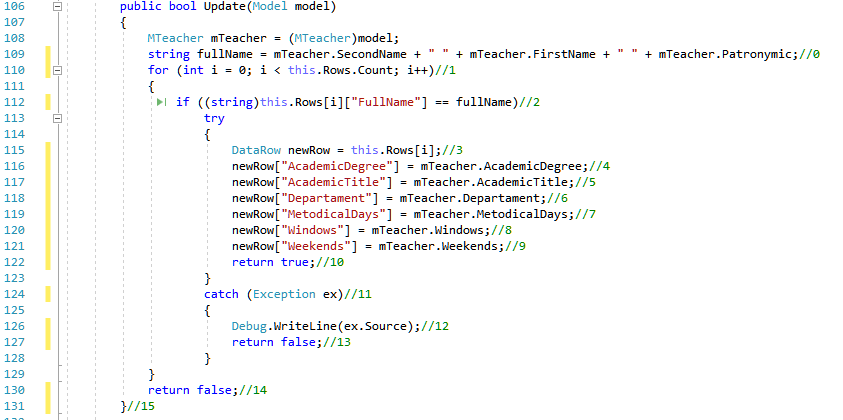 106 public bool Update(Model model)
107 {
108 MTeacher mTeacher = (MTeacher)model;
109 string fullName = mTeacher.SecondName + " " + mTeacher.FirstName + " " + mTeacher.Patronymic;//0
110 for (int i = 0; i < this.Rows.Count; i++)//1
111 {
112 if ((string)this.Rows[i]["FullName"] == fullName)//2
113 try
114 {
115 DataRow newRow = this.Rows[i];//3
116 newRow["AcademicDegree"] = mTeacher.AcademicDegree;//4
117 newRow["AcademicTitle"] = mTeacher.AcademicTitle;//5
118 newRow["Departament"] = mTeacher.Departament;//6
119 newRow["MetodicalDays"] = mTeacher.MetodicalDays;//7
120 newRow["Windows"] = mTeacher.Windows;//8
121 newRow["Weekends"] = mTeacher.Weekends;//9
122 return true;//10
123 }
124 catch (Exception ex)//11
125 {
126 Debug.WriteLine(ex.Source);//12
127 return false;//13
128 }
129 }
130 return false;//14
131 }//15